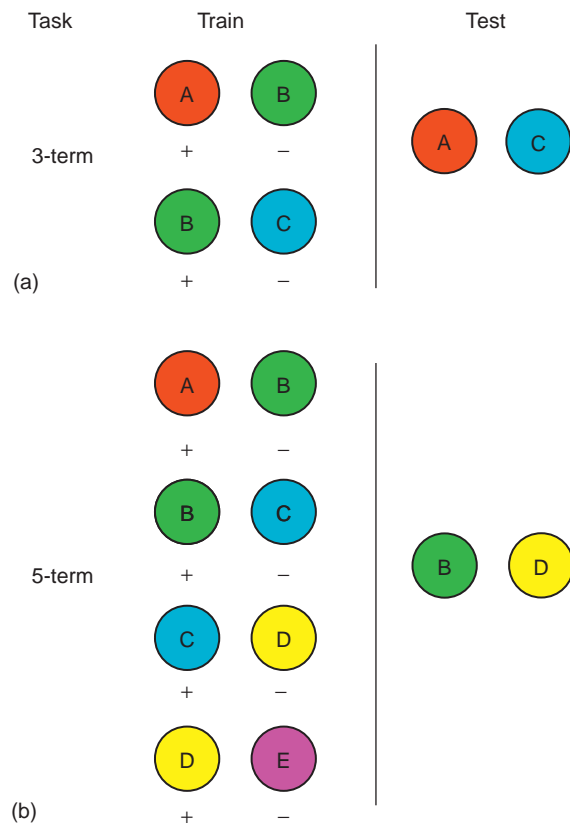 Task Train Test
A B
A C
3-term
+ −
B C
(a)
+ −
A B
+ −
B C
B D
5-term
+ −
C D
+ −
D E
(b)
+ −